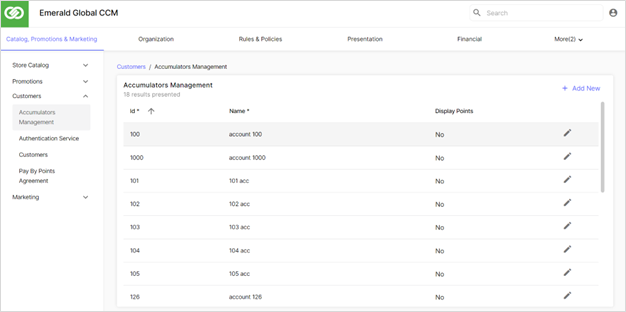 Emerald Global CCM
Search
Catalog, Promotions & Marketing
Organization
Rules & Policies
Presentation
Financial
More(2)
Store Catalog
Promotions
Customers
Accumulators
Management
Authentication Service
Customers
Pay By Points
Agreement
Marketing
Customers / Accumulators Management
Accumulators Management
18 results presented
+ Add New
Id * Name * Display Points
100 account 100 No
1000 account 1000 No
101 101 acc No
102 102 acc No
103 103 acc No
104 104 acc No
105 105 acc No
126 account 126 No